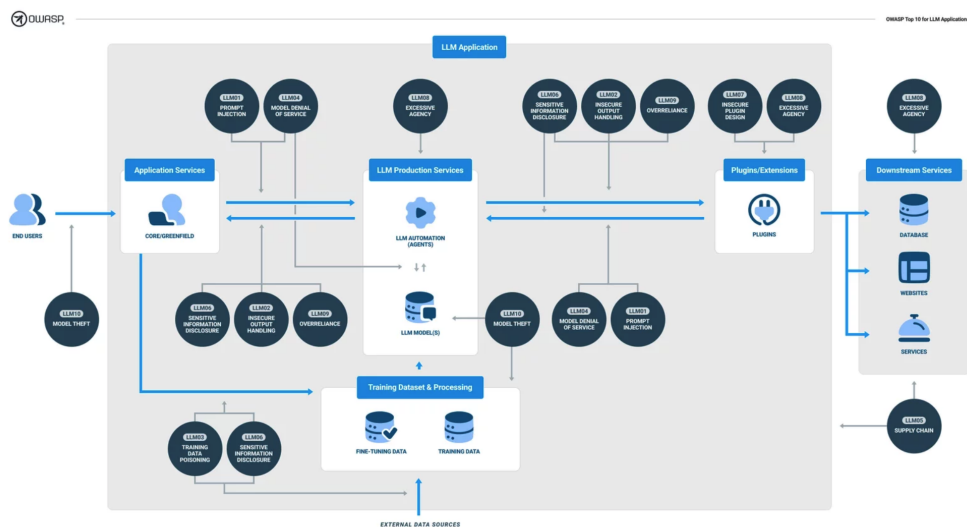 OWASP
OWASP Top 10 for LLM Application
LLM Application
LLM01
PROMPT
INJECTION
LLM04
MODEL DENIAL
OF SERVICE
LLM08
EXCESSIVE
AGENCY
LLM06
SENSITIVE
INFORMATION
DISCLOSURE
LLM02
INSECURE
OUTPUT
HANDLING
LLM09
OVERRELIANCE
LLM07
INSECURE
PLUGIN
DESIGN
LLM08
EXCESSIVE
AGENCY
LLM08
EXCESSIVE
AGENCY
Application Services
LLM Production Services
Plugins/Extensions
Downstream Services
END USERS
CORE/GREENFIELD
LLM AUTOMATION
(AGENTS)
PLUGINS
DATABASE
WEBSITES
SERVICES
LLM MODEL(S)
LLM10
MODEL THEFT
LLM06
SENSITIVE
INFORMATION
DISCLOSURE
LLM02
INSECURE
OUTPUT
HANDLING
LLM09
OVERRELIANCE
LLM10
MODEL THEFT
LLM04
MODEL DENIAL
OF SERVICE
LLM01
PROMPT
INJECTION
Training Dataset & Processing
FINE-TUNING DATA
TRAINING DATA
LLM03
TRAINING
DATA
POISONING
LLM06
SENSITIVE
INFORMATION
DISCLOSURE
LLM05
SUPPLY CHAIN
EXTERNAL DATA SOURCES